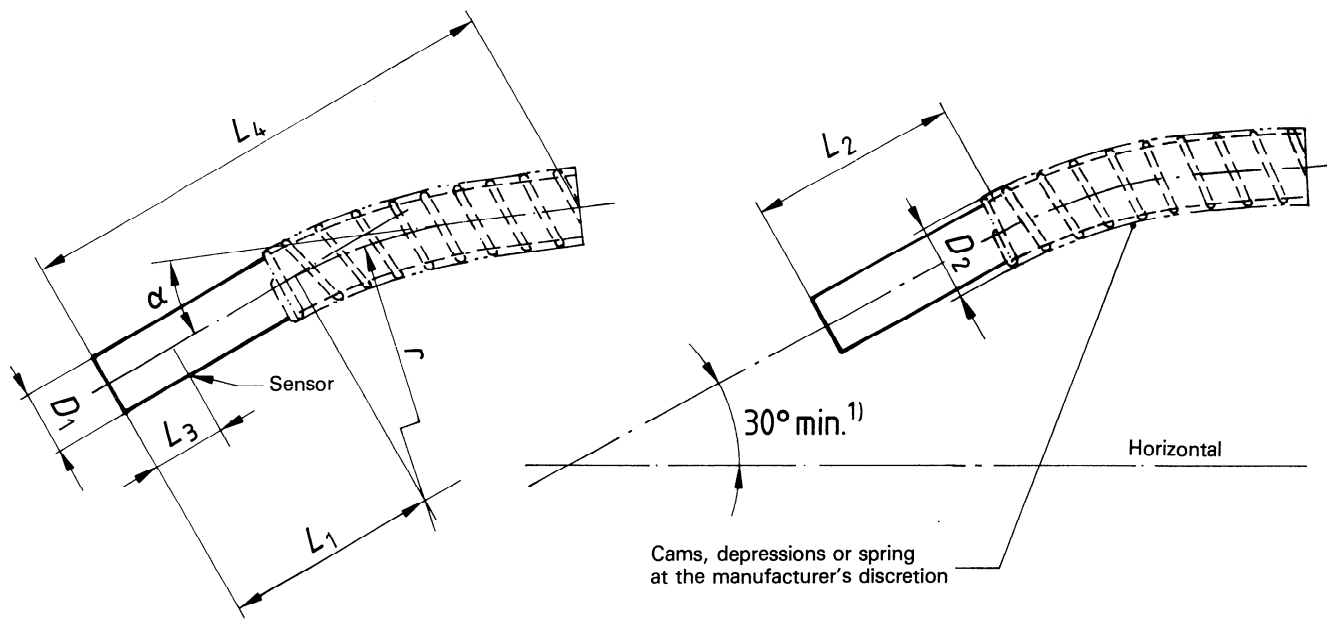 L4
L2
α
D2
r
Sensor
D1
L3
30° min. 1)
Horizontal
L1
Cams, depressions or spring
at the manufacturer's discretion